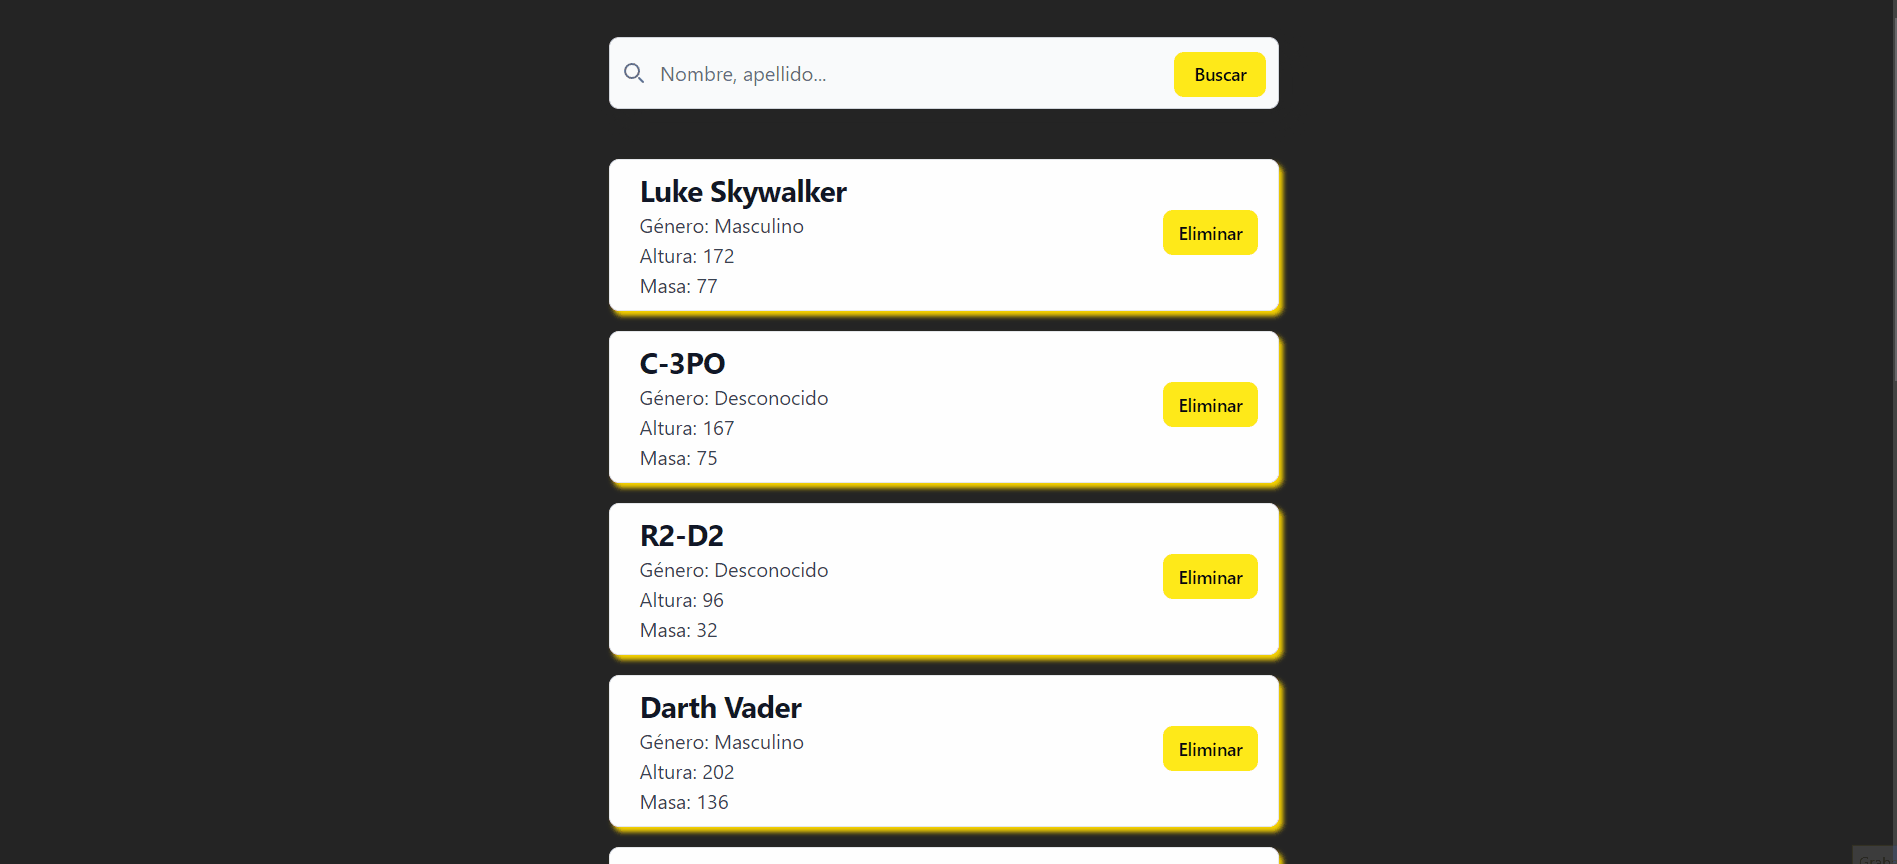 Nombre, apellido...
Buscar
Luke Skywalker
Género: Masculino
Altura: 172
Masa: 77
Eliminar
C-3PO
Género: Desconocido
Altura: 167
Masa: 75
Eliminar
R2-D2
Género: Desconocido
Altura: 96
Masa: 32
Eliminar
Darth Vader
Género: Masculino
Altura: 202
Masa: 136
Eliminar